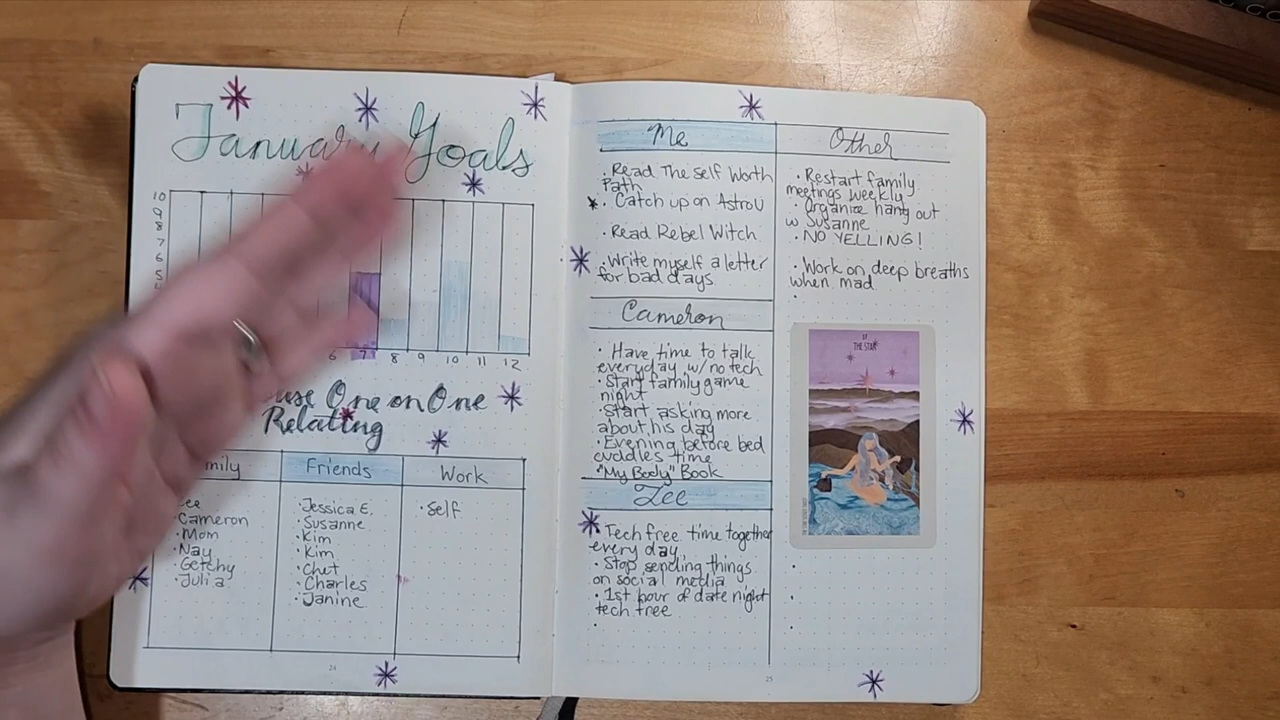 January Goals
10
9
8
7
6
5
6 7 8 9 10 11 12
One on One
Relating
Friends
Work
Cameron
· Mom
· Nay
· Getchy
· Julia
· Jessica E.
· Susanne
· Kim
· Kim
· Chet
· Charles
· Janine
· Self
24
Me
· Read The Self Worth
Path
· Catch up on AstroU
· Read Rebel Witch
· Write myself a letter
for bad days
Cameron
· Have time to talk
everyday w/ no tech
· Start family game
night
· Start asking more
about his day
· Evening before bed
cuddles time
"My Body" Book
Zee
· Tech free time together
every day
· Stop sending things
on social media
· 1st hour of date night
tech free
Other
· Restart family
meetings weekly
· Organize hang out
w Susanne
· NO YELLING!
· Work on deep breaths
when mad
THE STAR
25